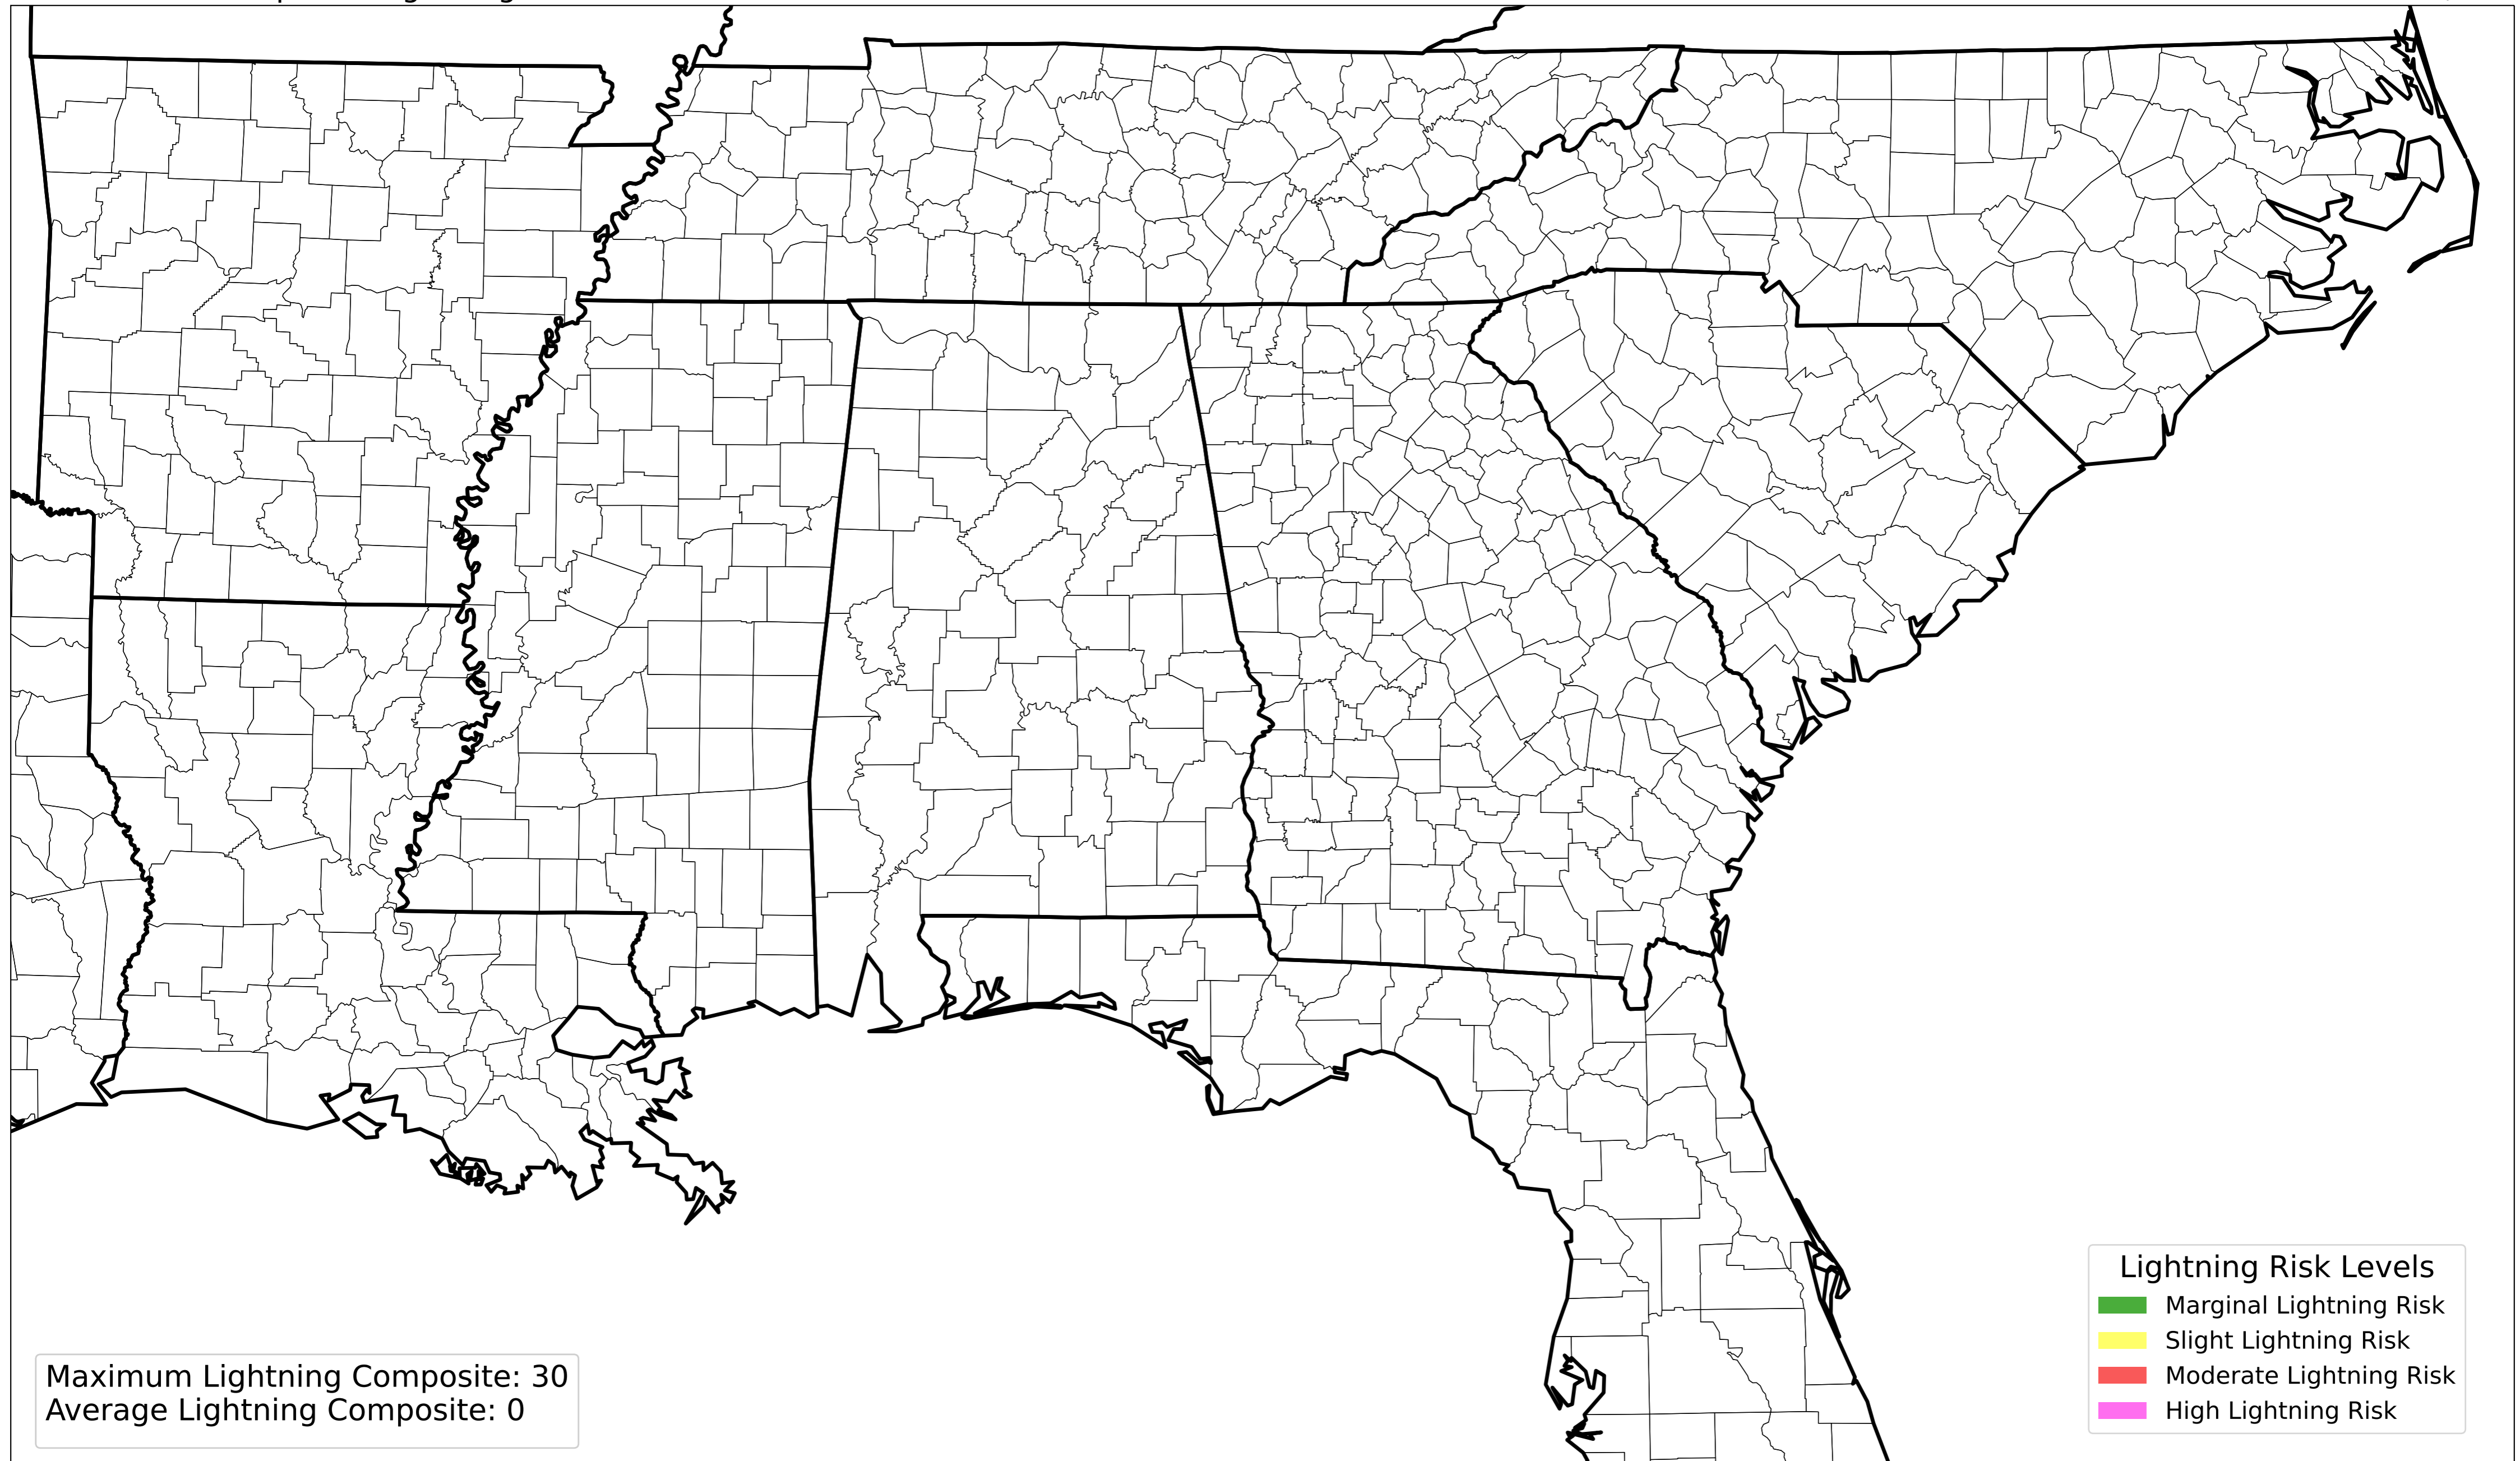 Maximum Lightning Composite: 30
Average Lightning Composite: 0
Lightning Risk Levels
Marginal Lightning Risk
Slight Lightning Risk
Moderate Lightning Risk
High Lightning Risk